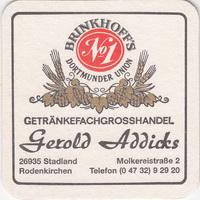 BRINKHOFF'S
No1
DORTMUNDER UNION
GETRÄNKEFACHGROSSHANDEL
Gerold Addicks
26935 Stadland Molkereistraße 2
Rodenkirchen Telefon (0 47 32) 9 29 20